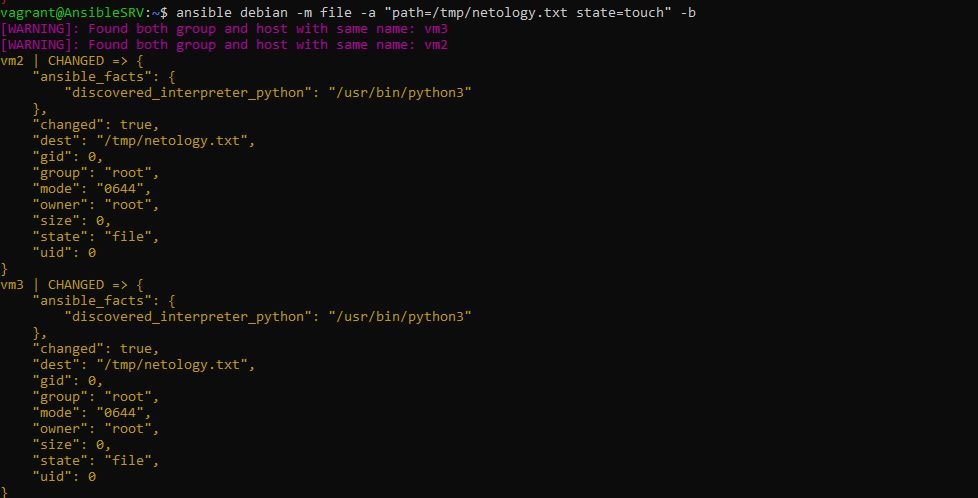 vagrant@AnsibleSRV:~$ ansible debian -m file -a "path=/tmp/netology.txt state=touch" -b
[WARNING]: Found both group and host with same name: vm3
[WARNING]: Found both group and host with same name: vm2
vm2 | CHANGED => {
    "ansible_facts": {
        "discovered_interpreter_python": "/usr/bin/python3"
    },
    "changed": true,
    "dest": "/tmp/netology.txt",
    "gid": 0,
    "group": "root",
    "mode": "0644",
    "owner": "root",
    "size": 0,
    "state": "file",
    "uid": 0
}
vm3 | CHANGED => {
    "ansible_facts": {
        "discovered_interpreter_python": "/usr/bin/python3"
    },
    "changed": true,
    "dest": "/tmp/netology.txt",
    "gid": 0,
    "group": "root",
    "mode": "0644",
    "owner": "root",
    "size": 0,
    "state": "file",
    "uid": 0
}